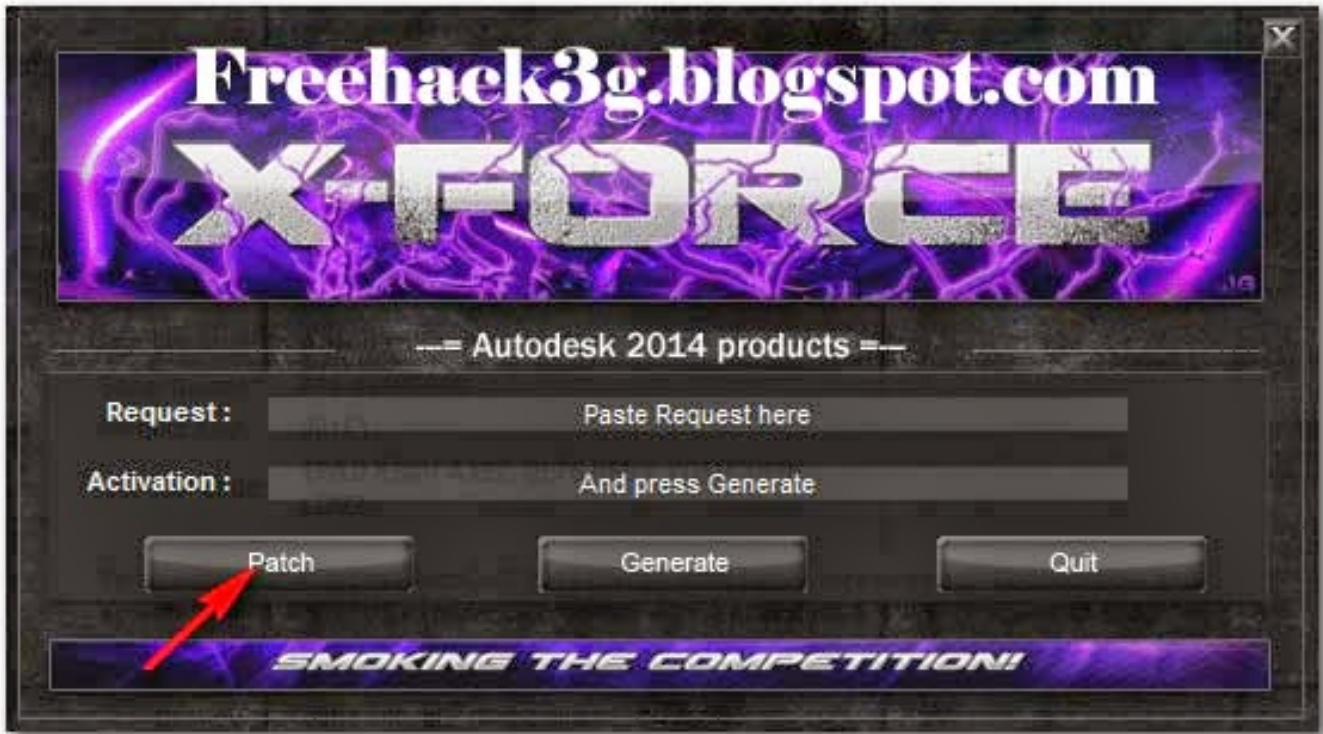 Freehack3g.blogspot.com
X-FORCE
---= Autodesk 2014 products =---
Request :
Paste Request here
Activation :
And press Generate
Patch
Generate
Quit
SMOKING THE COMPETITION!